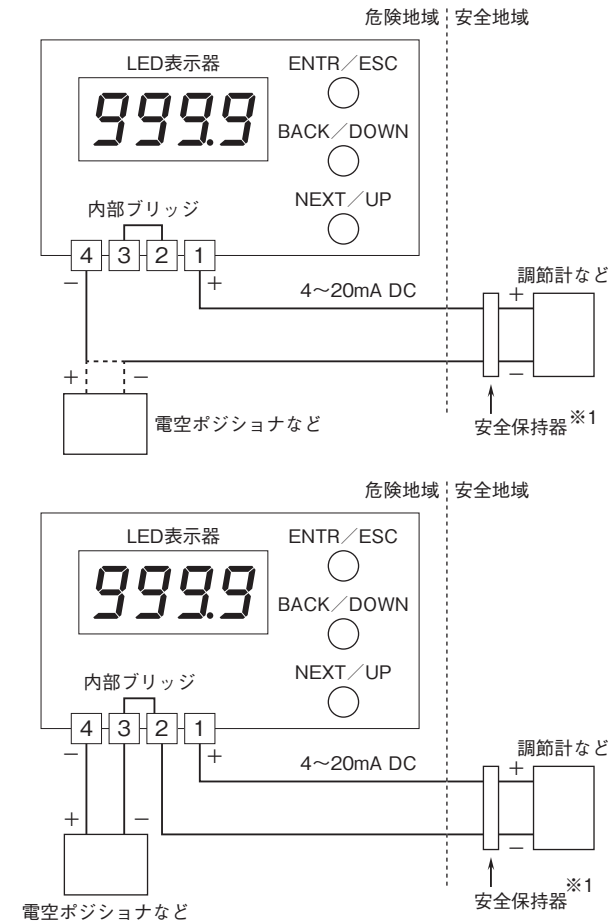 危険地域 安全地域
LED表示器 ENTR／ESC
999.9
BACK／DOWN
内部ブリッジ NEXT／UP
4 3 2 1
− +
4～20mA DC
調節計など
+
−
+ −
電空ポジショナなど
安全保持器※1
危険地域 安全地域
LED表示器 ENTR／ESC
999.9
BACK／DOWN
内部ブリッジ NEXT／UP
4 3 2 1
− +
4～20mA DC
調節計など
+
−
+ −
安全保持器※1
電空ポジショナなど